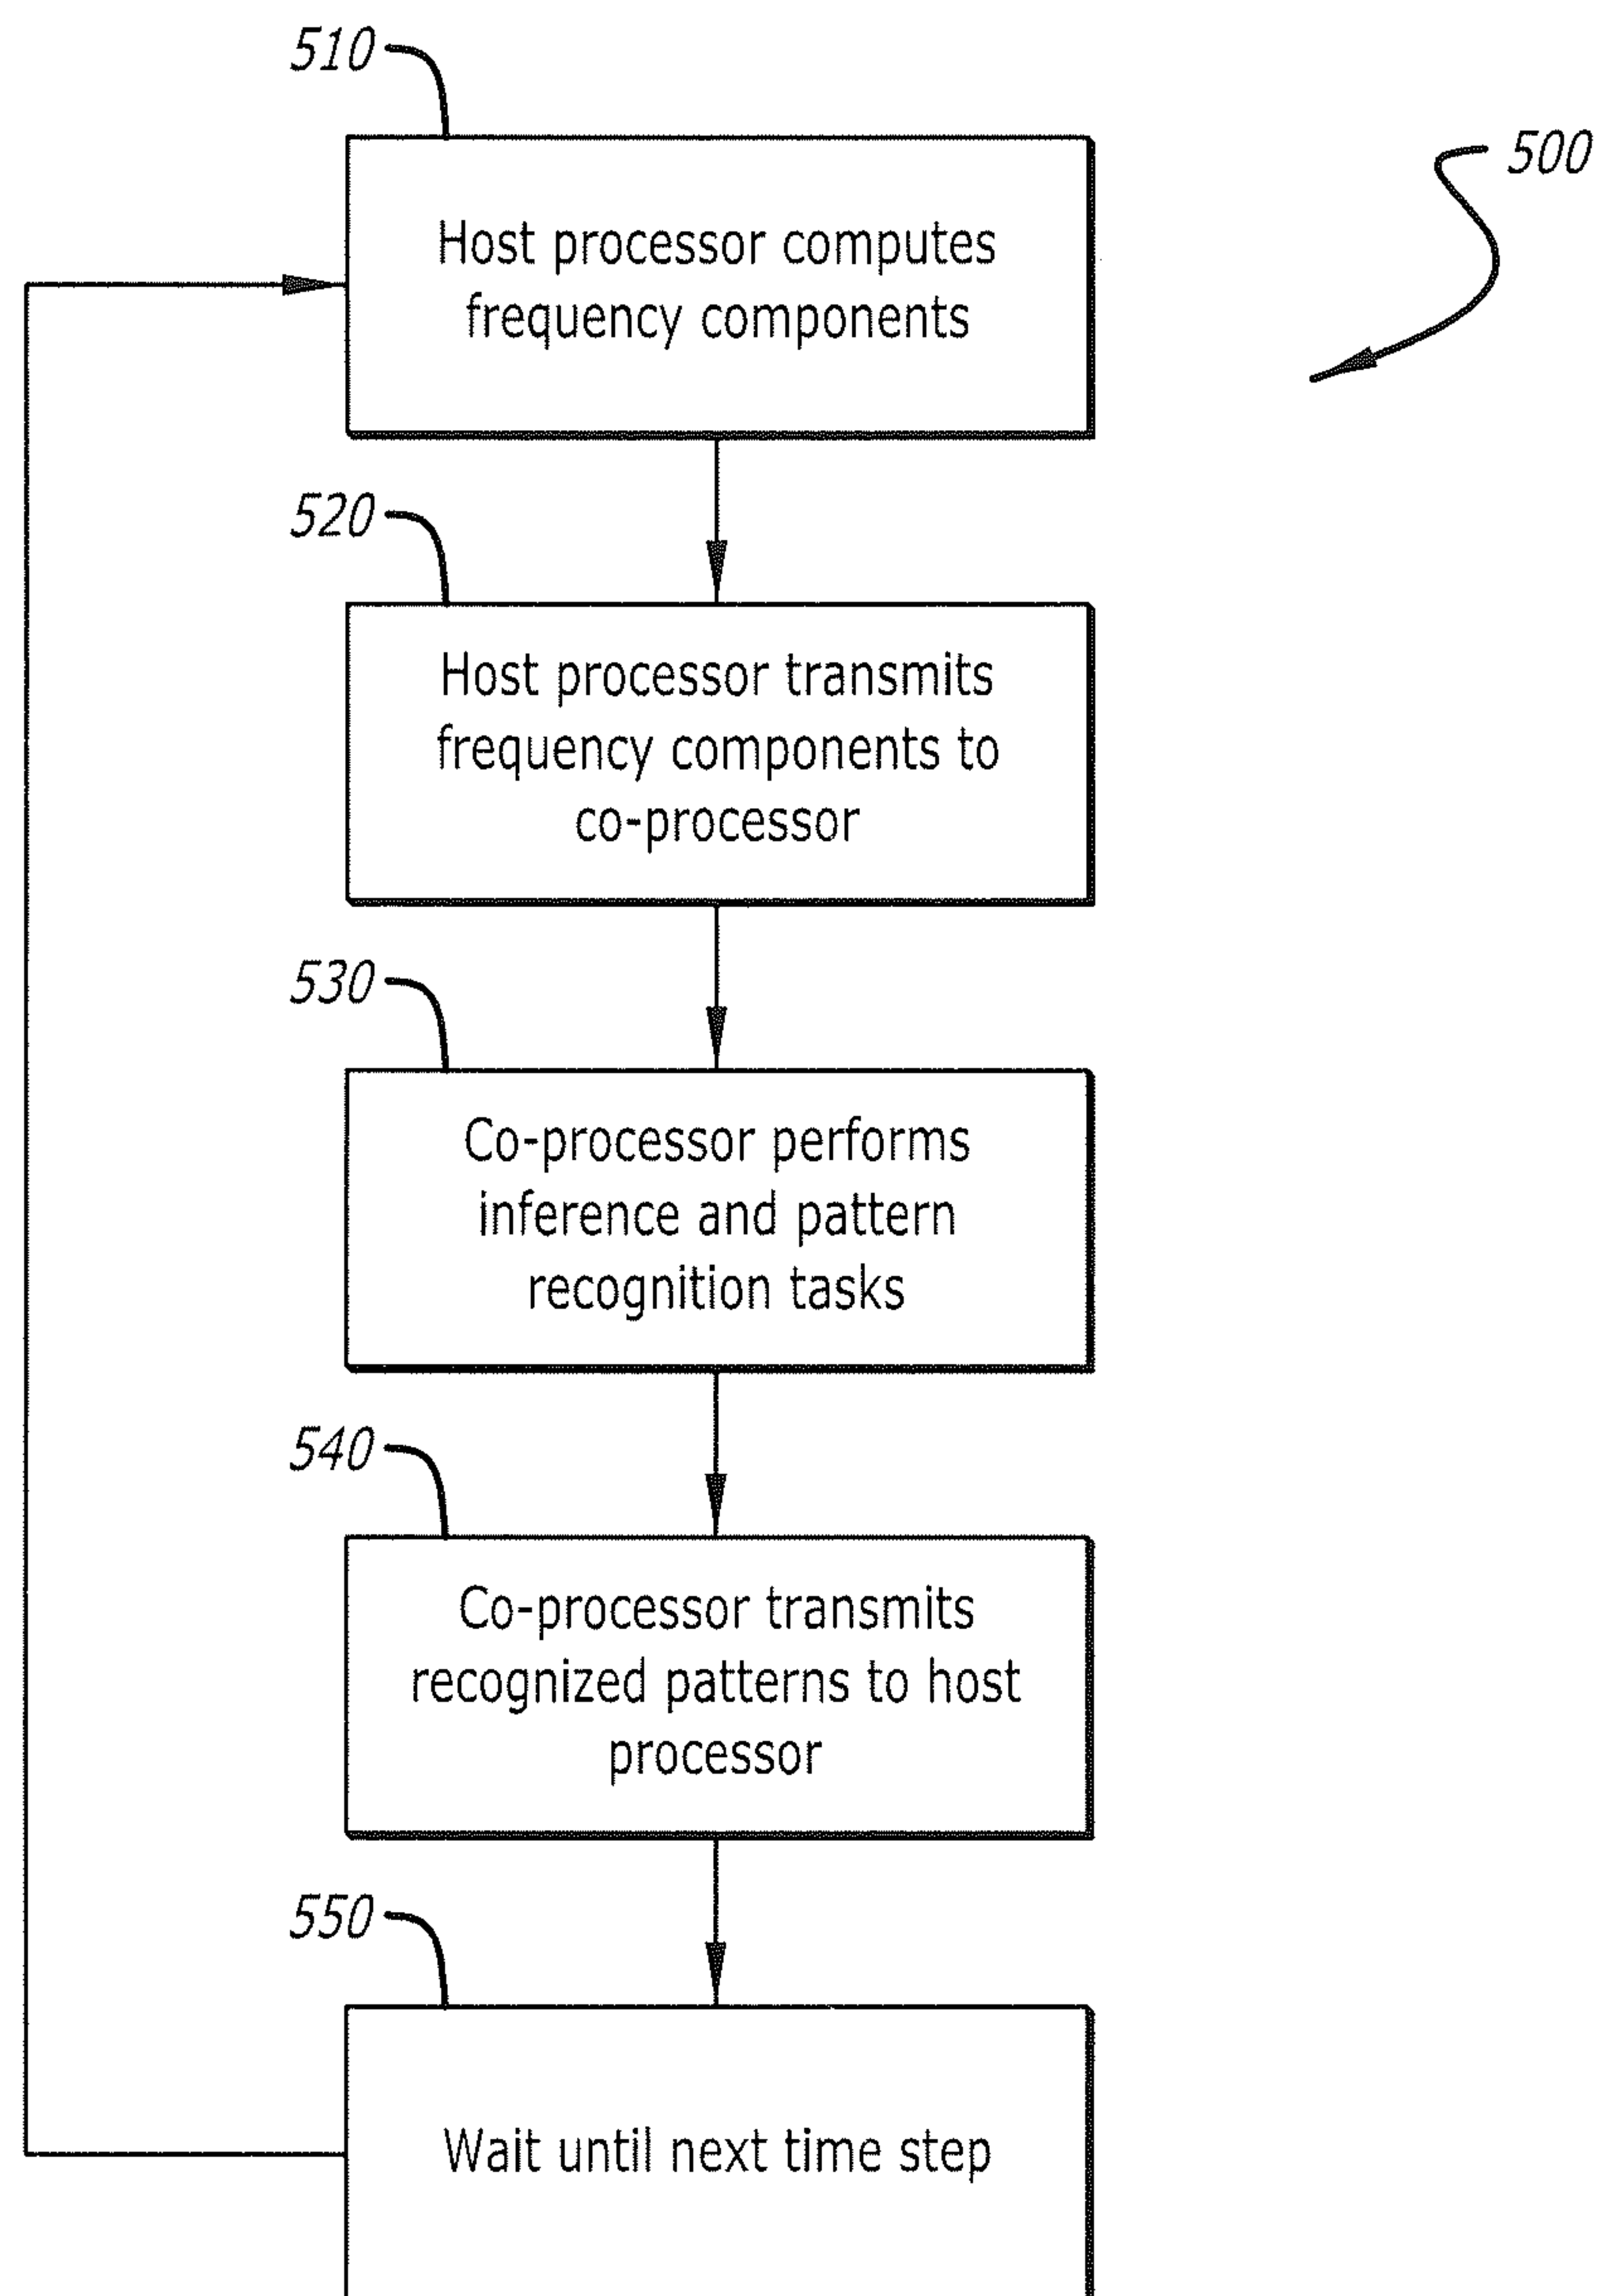 510
500
Host processor computes
frequency components
520
Host processor transmits
frequency components to
co-processor
530
Co-processor performs
inference and pattern
recognition tasks
540
Co-processor transmits
recognized patterns to host
processor
550
Wait until next time step